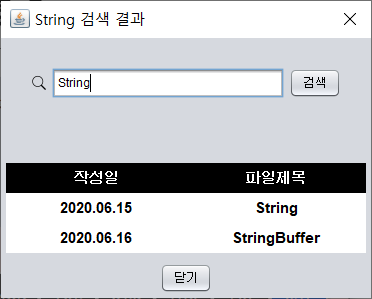 String 검색 결과
String 검색
작성일 파일제목
2020.06.15 String
2020.06.16 StringBuffer
닫기